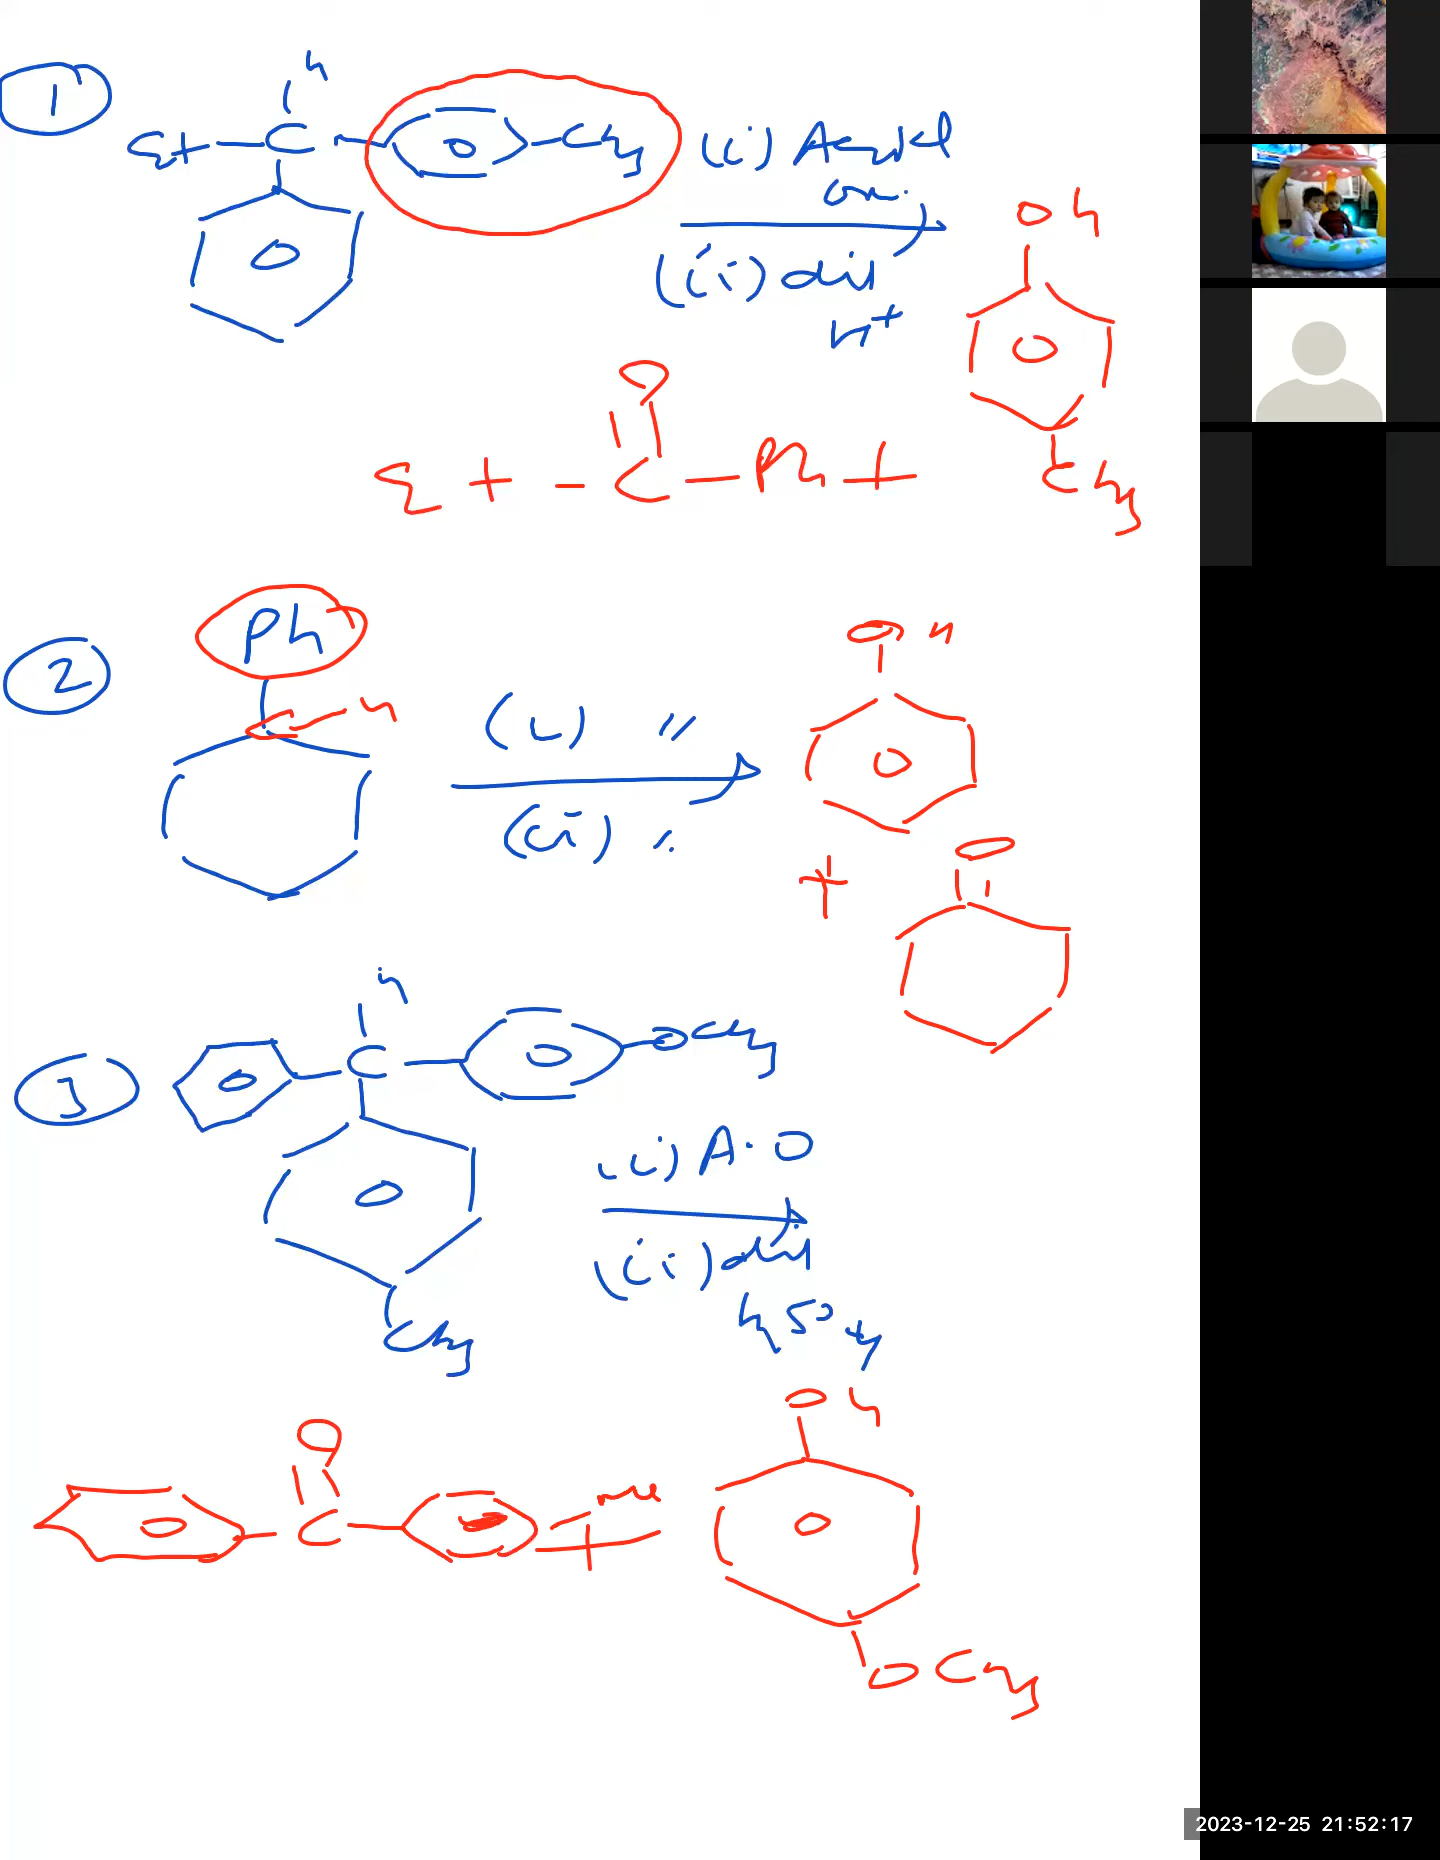 1
H
Et — C — CH3 (i) Aerial
OH
(ii) dil
H+
O
Et - C - Ph +
CH3
2
Ph
C - H
OH
(i) "
(ii) "
+
O
3
H
C
OCH3
(i) A.O
(ii) dil
H2SO4
CH3
OH
O
C
Me
+
OCH3
2023-12-25 21:52:17